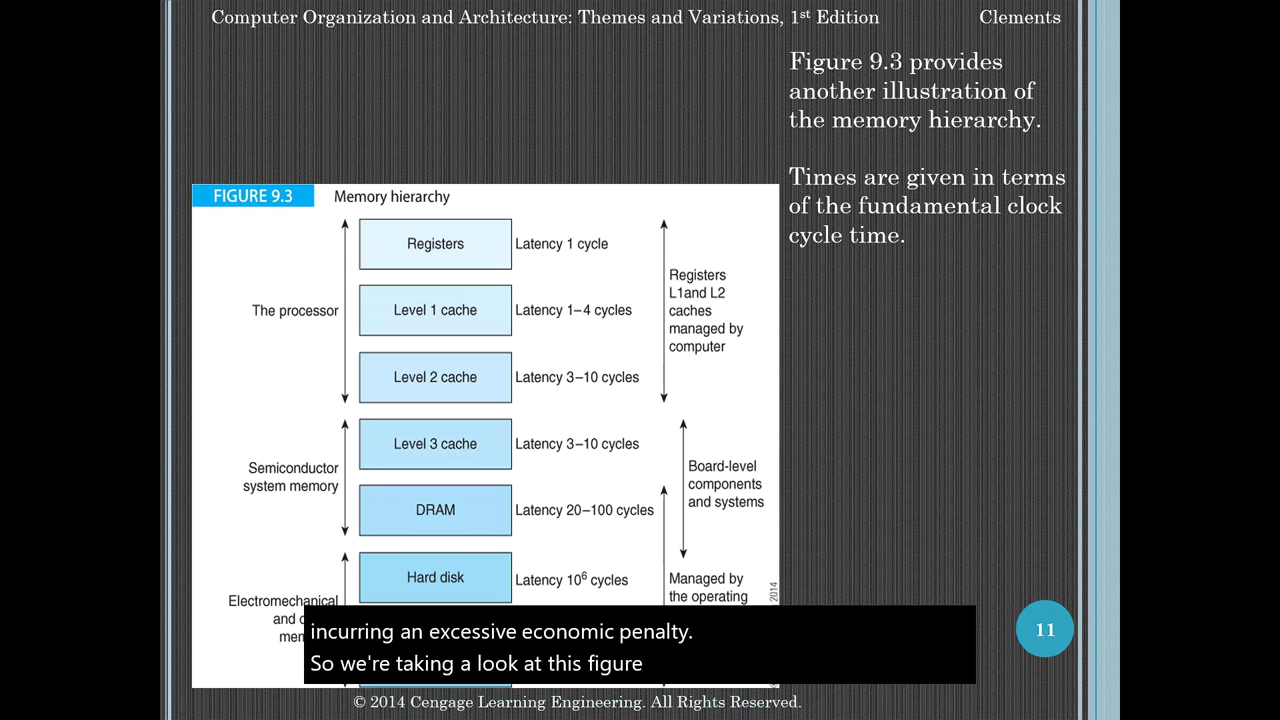 Computer Organization and Architecture: Themes and Variations, 1st Edition Clements
Figure 9.3 provides
another illustration of
the memory hierarchy.
Times are given in terms
of the fundamental clock
cycle time.
FIGURE 9.3 Memory hierarchy
Registers Latency 1 cycle
The processor
Level 1 cache Latency 1–4 cycles
Registers
L1and L2
caches
managed by
computer
Level 2 cache Latency 3–10 cycles
Level 3 cache Latency 3–10 cycles
Semiconductor
system memory
DRAM Latency 20–100 cycles
Board-level
components
and systems
Hard disk Latency 10⁶ cycles
Electromechanical
and
Managed by
the operating
2014
incurring an excessive economic penalty.
So we're taking a look at this figure
11
© 2014 Cengage Learning Engineering. All Rights Reserved.